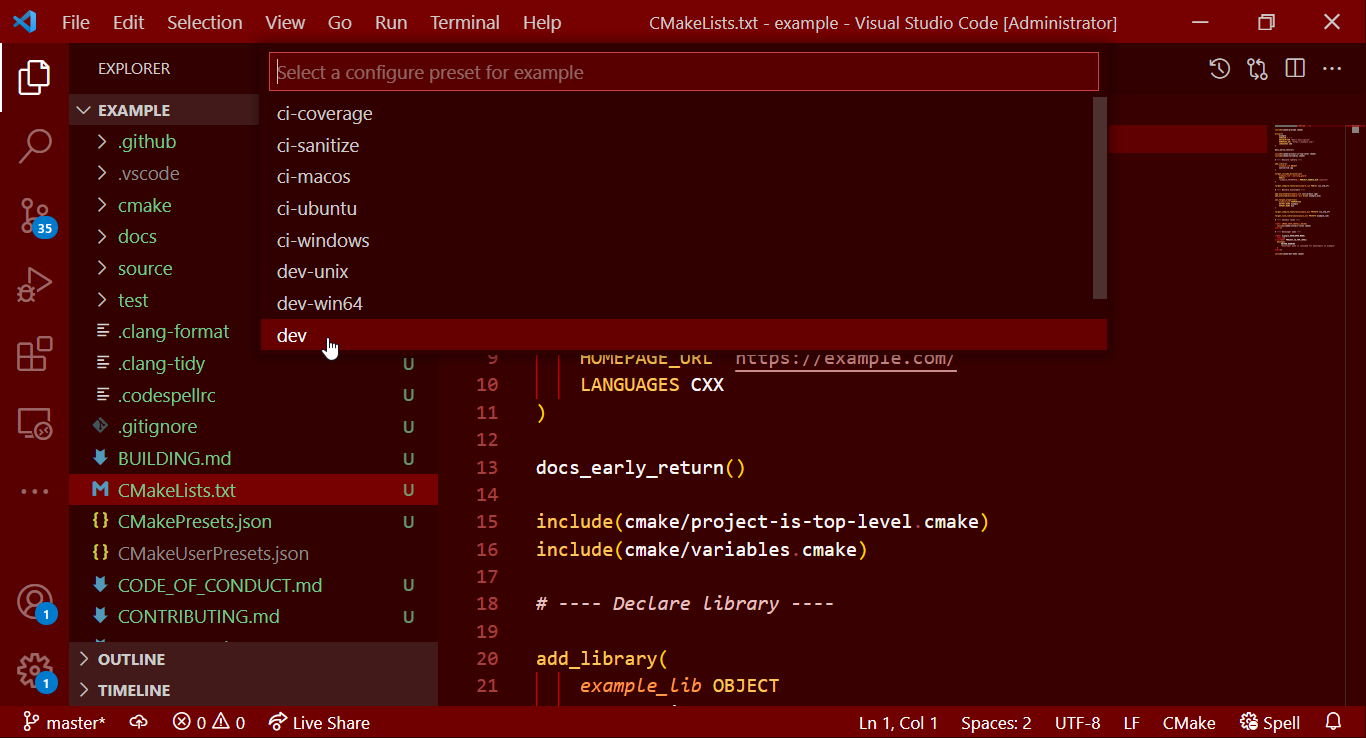 File Edit Selection View Go Run Terminal Help
CMakeLists.txt - example - Visual Studio Code [Administrator]
EXPLORER
EXAMPLE
.github
.vscode
cmake
docs
source
test
.clang-format
.clang-tidy U
.codespellrc U
.gitignore U
BUILDING.md U
CMakeLists.txt U
CMakePresets.json U
CMakeUserPresets.json
CODE_OF_CONDUCT.md U
CONTRIBUTING.md U
OUTLINE
TIMELINE
35
1
1
Select a configure preset for example
ci-coverage
ci-sanitize
ci-macos
ci-ubuntu
ci-windows
dev-unix
dev-win64
dev
9 HOMEPAGE_URL https://example.com/
10 LANGUAGES CXX
11 )
12
13 docs_early_return()
14
15 include(cmake/project-is-top-level.cmake)
16 include(cmake/variables.cmake)
17
18 # ---- Declare library ----
19
20 add_library(
21 example_lib OBJECT
master* 0 0 Live Share
Ln 1, Col 1 Spaces: 2 UTF-8 LF CMake Spell